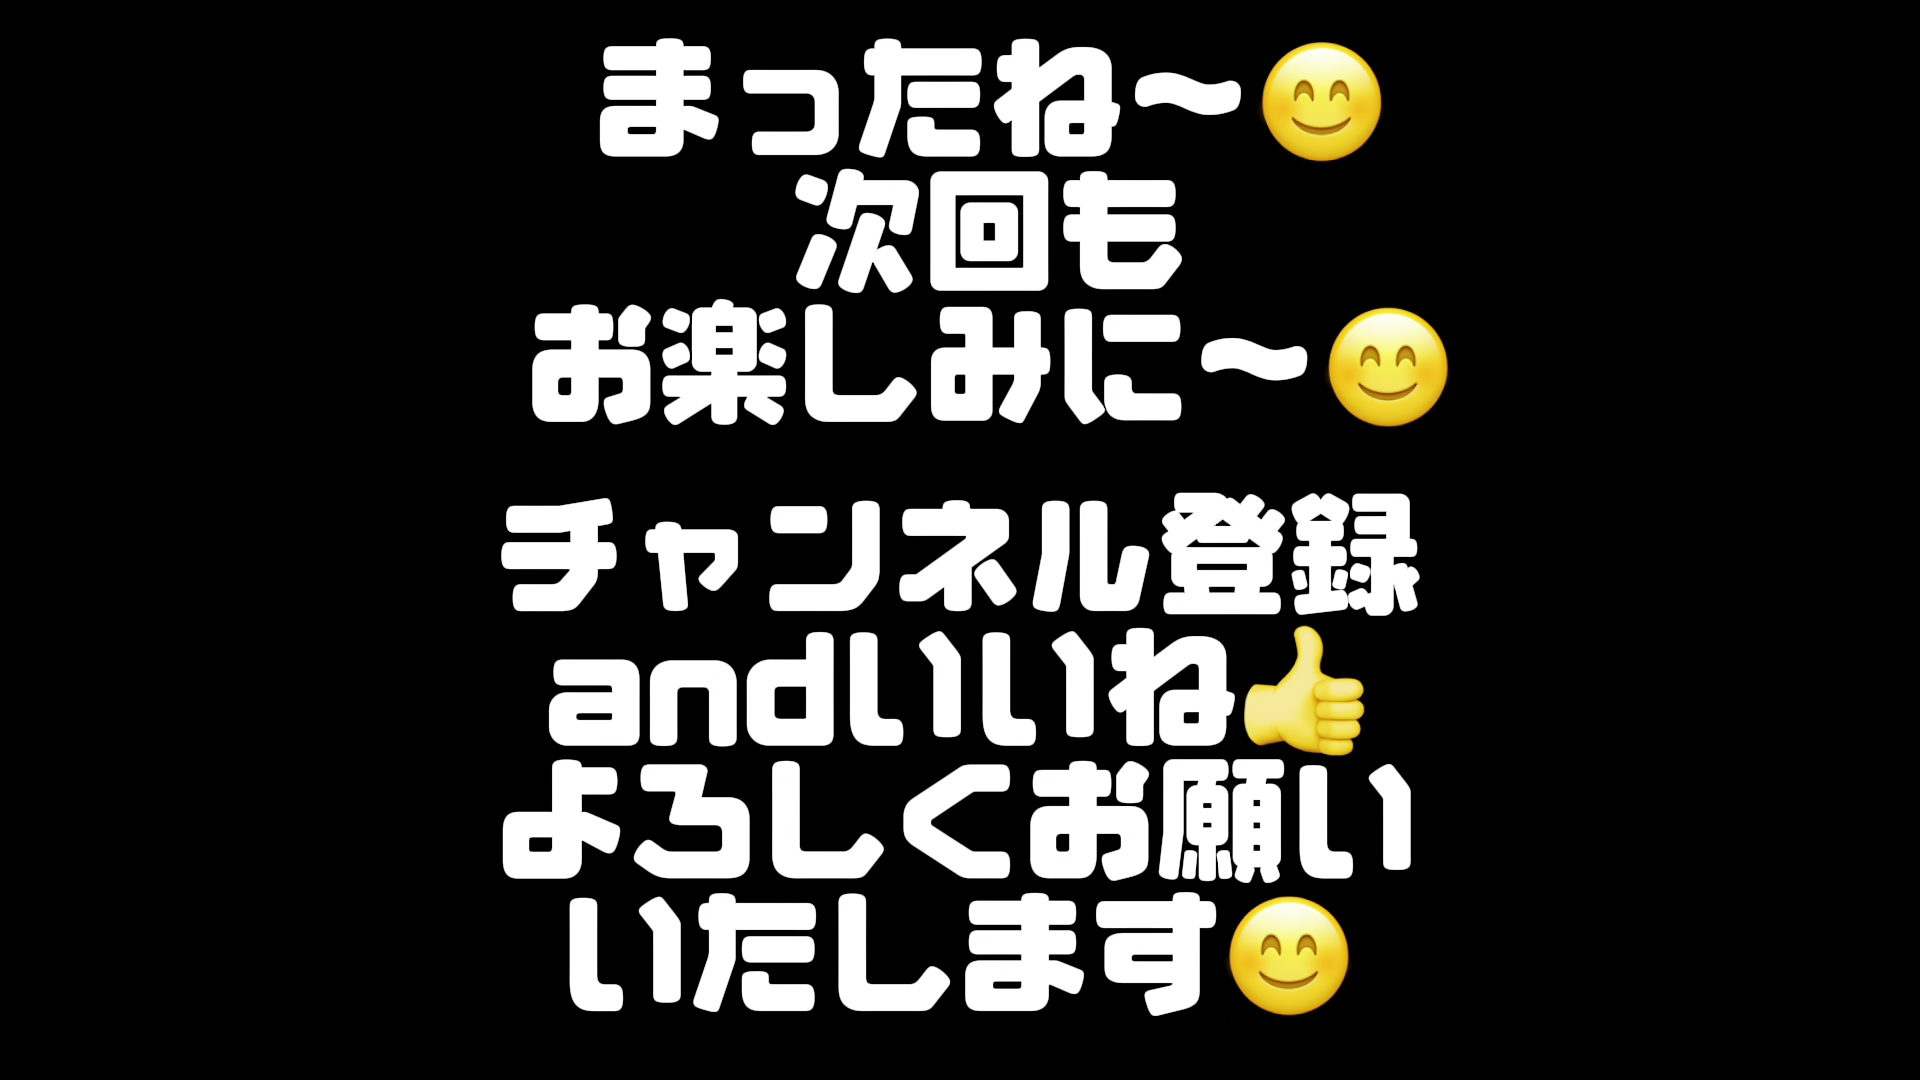 まったね〜😊
次回も
お楽しみに〜😊
チャンネル登録
andいいね👍
よろしくお願い
いたします😊